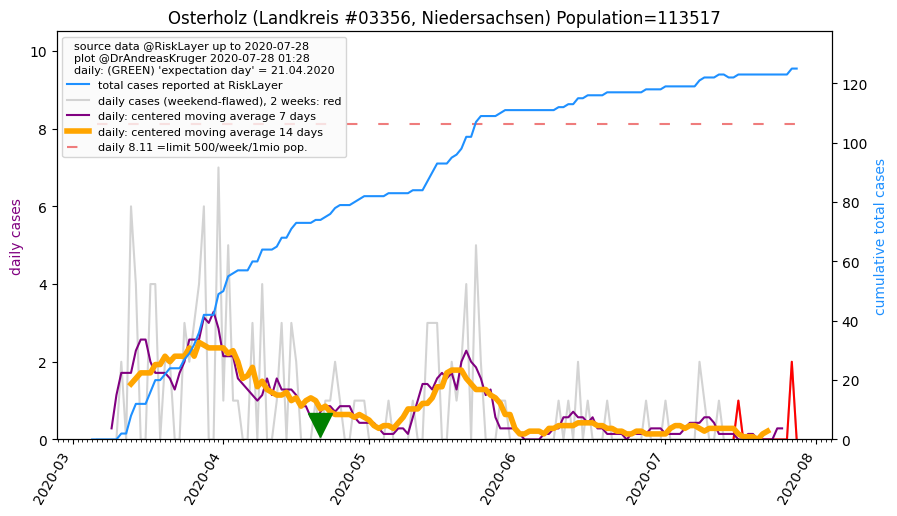 Osterholz (Landkreis #03356, Niedersachsen) Population=113517
source data @RiskLayer up to 2020-07-28
plot @DrAndreasKruger 2020-07-28 01:28
daily: (GREEN) 'expectation day' = 21.04.2020
total cases reported at RiskLayer
daily cases (weekend-flawed), 2 weeks: red
daily: centered moving average 7 days
daily: centered moving average 14 days
daily 8.11 =limit 500/week/1mio pop.
daily cases
10
8
6
4
2
0
cumulative total cases
120
100
80
60
40
20
0
2020-03
2020-04
2020-05
2020-06
2020-07
2020-08